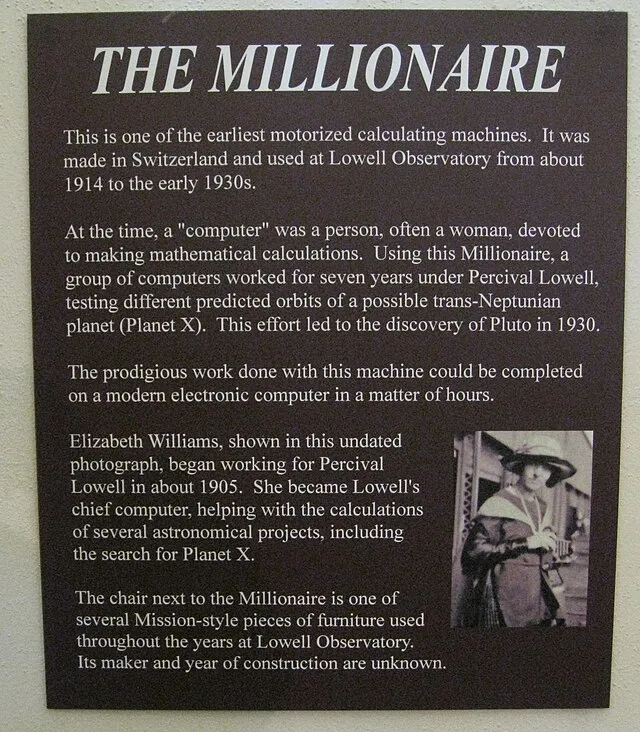 THE MILLIONAIRE
This is one of the earliest motorized calculating machines. It was
made in Switzerland and used at Lowell Observatory from about
1914 to the early 1930s.
At the time, a "computer" was a person, often a woman, devoted
to making mathematical calculations. Using this Millionaire, a
group of computers worked for seven years under Percival Lowell,
testing different predicted orbits of a possible trans-Neptunian
planet (Planet X). This effort led to the discovery of Pluto in 1930.
The prodigious work done with this machine could be completed
on a modern electronic computer in a matter of hours.
Elizabeth Williams, shown in this undated
photograph, began working for Percival
Lowell in about 1905. She became Lowell's
chief computer, helping with the calculations
of several astronomical projects, including
the search for Planet X.
The chair next to the Millionaire is one of
several Mission-style pieces of furniture used
throughout the years at Lowell Observatory.
Its maker and year of construction are unknown.